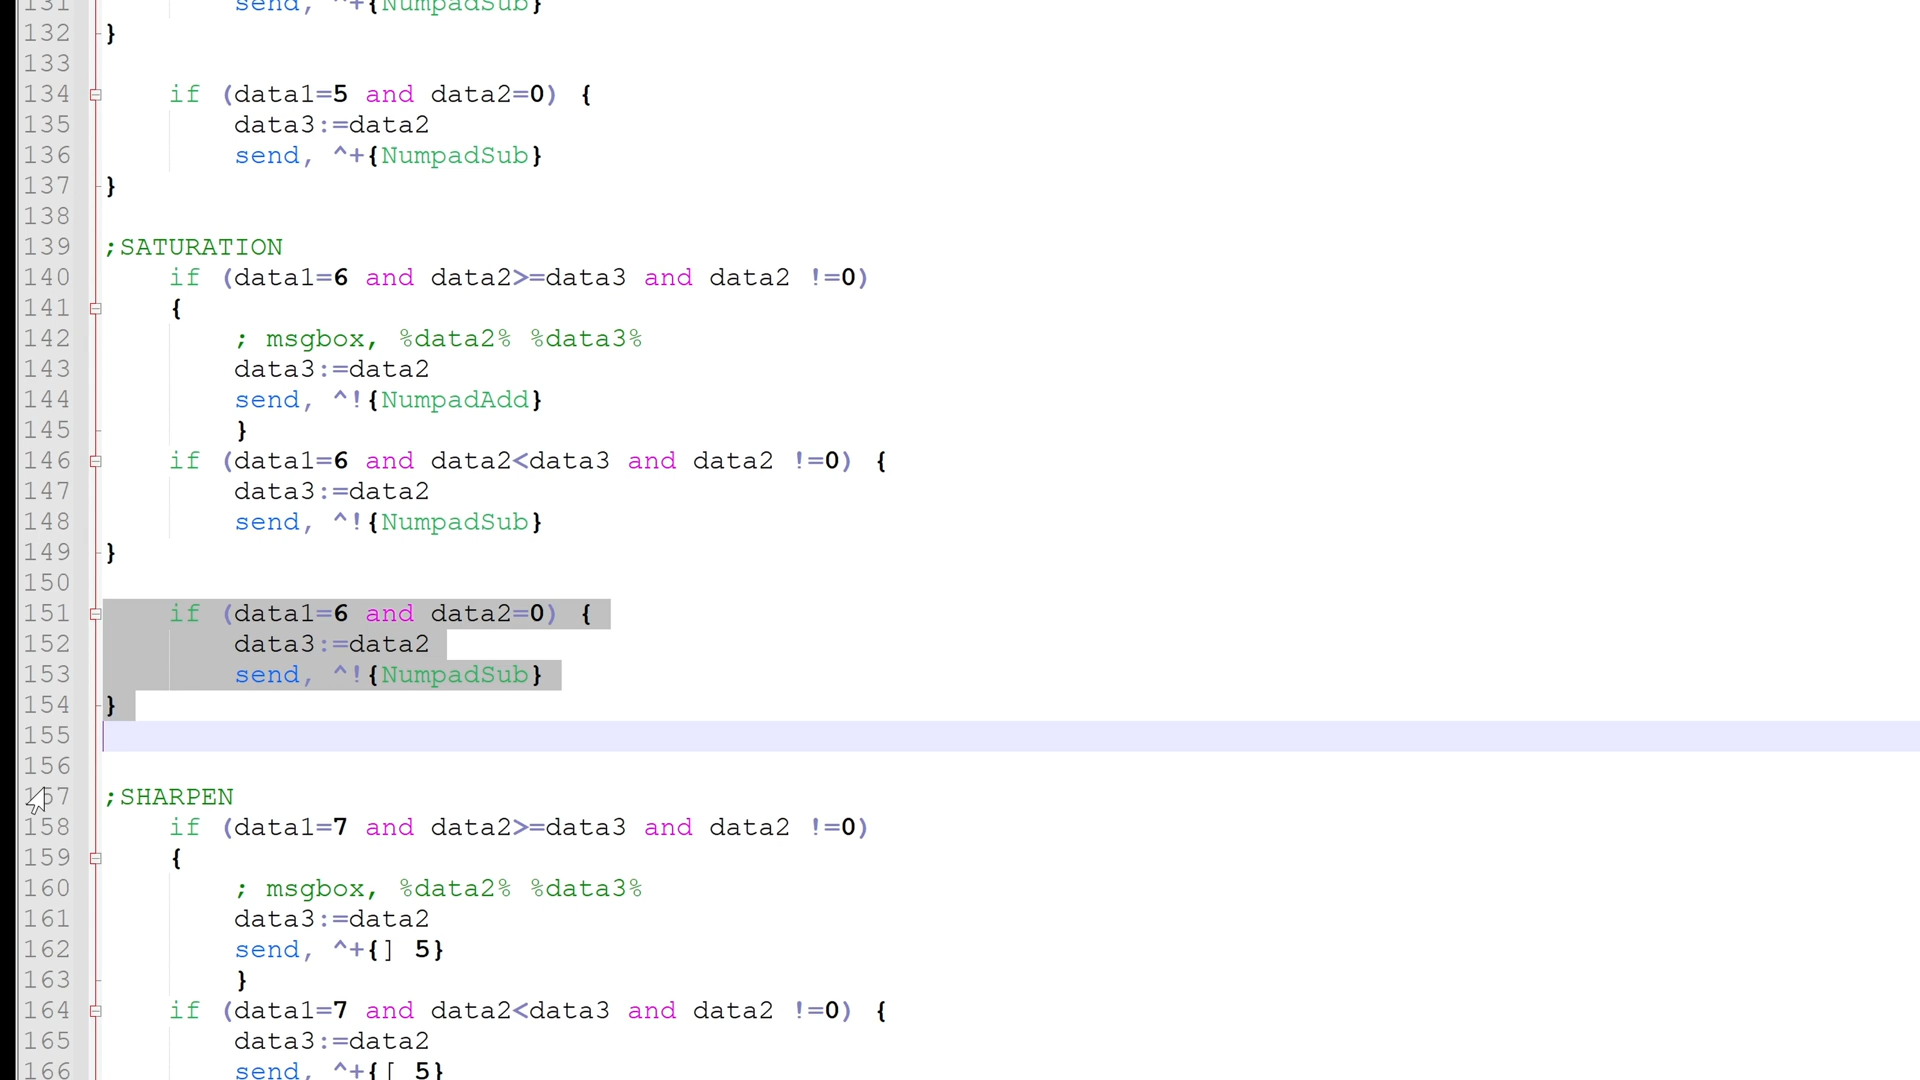 131 send, ^+{NumpadSub}
132 }
133
134 if (data1=5 and data2=0) {
135 data3:=data2
136 send, ^+{NumpadSub}
137 }
138
139 ;SATURATION
140 if (data1=6 and data2>=data3 and data2 !=0)
141 {
142 ; msgbox, %data2% %data3%
143 data3:=data2
144 send, ^!{NumpadAdd}
145 }
146 if (data1=6 and data2<data3 and data2 !=0) {
147 data3:=data2
148 send, ^!{NumpadSub}
149 }
150
151 if (data1=6 and data2=0) {
152 data3:=data2
153 send, ^!{NumpadSub}
154 }
155
156
157 ;SHARPEN
158 if (data1=7 and data2>=data3 and data2 !=0)
159 {
160 ; msgbox, %data2% %data3%
161 data3:=data2
162 send, ^+{] 5}
163 }
164 if (data1=7 and data2<data3 and data2 !=0) {
165 data3:=data2
166 send, ^+{[ 5}